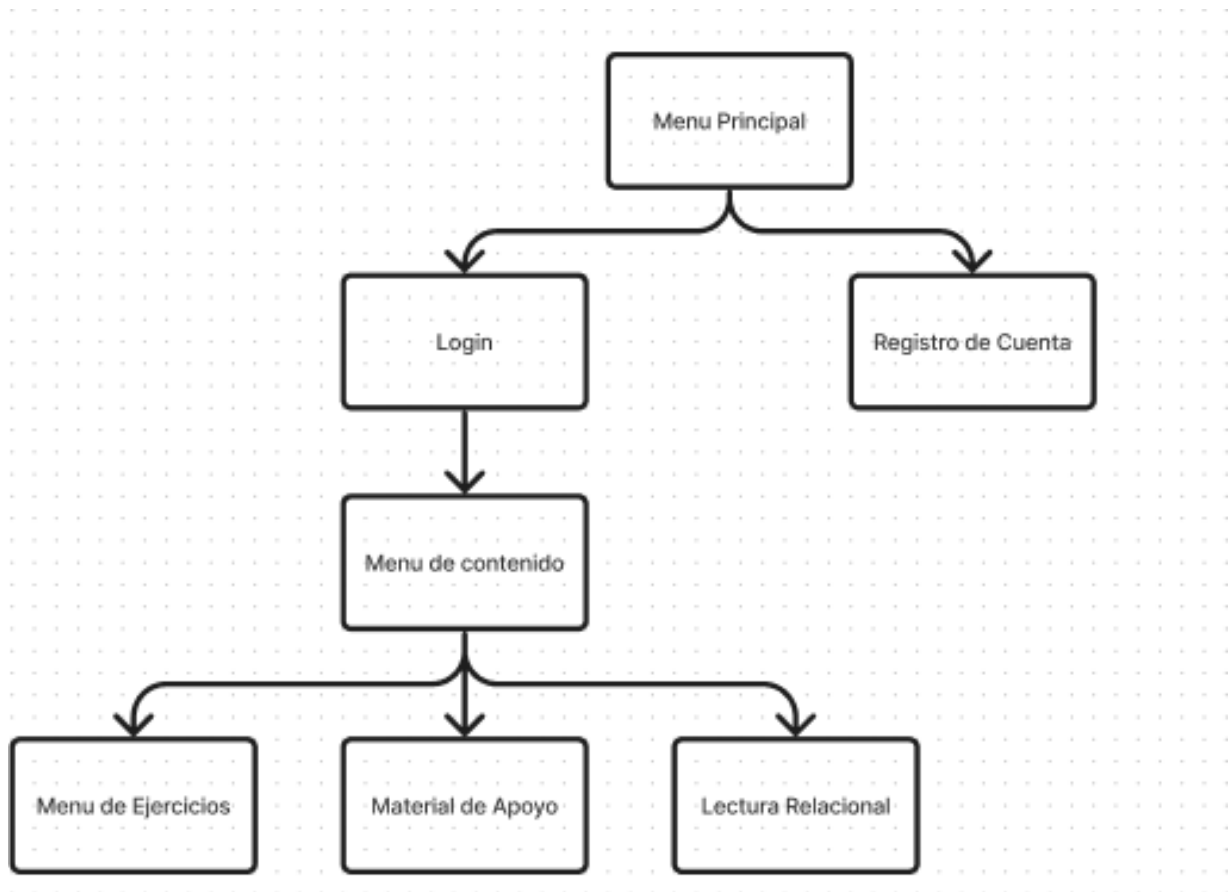 Menu Principal
Login
Registro de Cuenta
Menu de contenido
Menu de Ejercicios
Material de Apoyo
Lectura Relacional